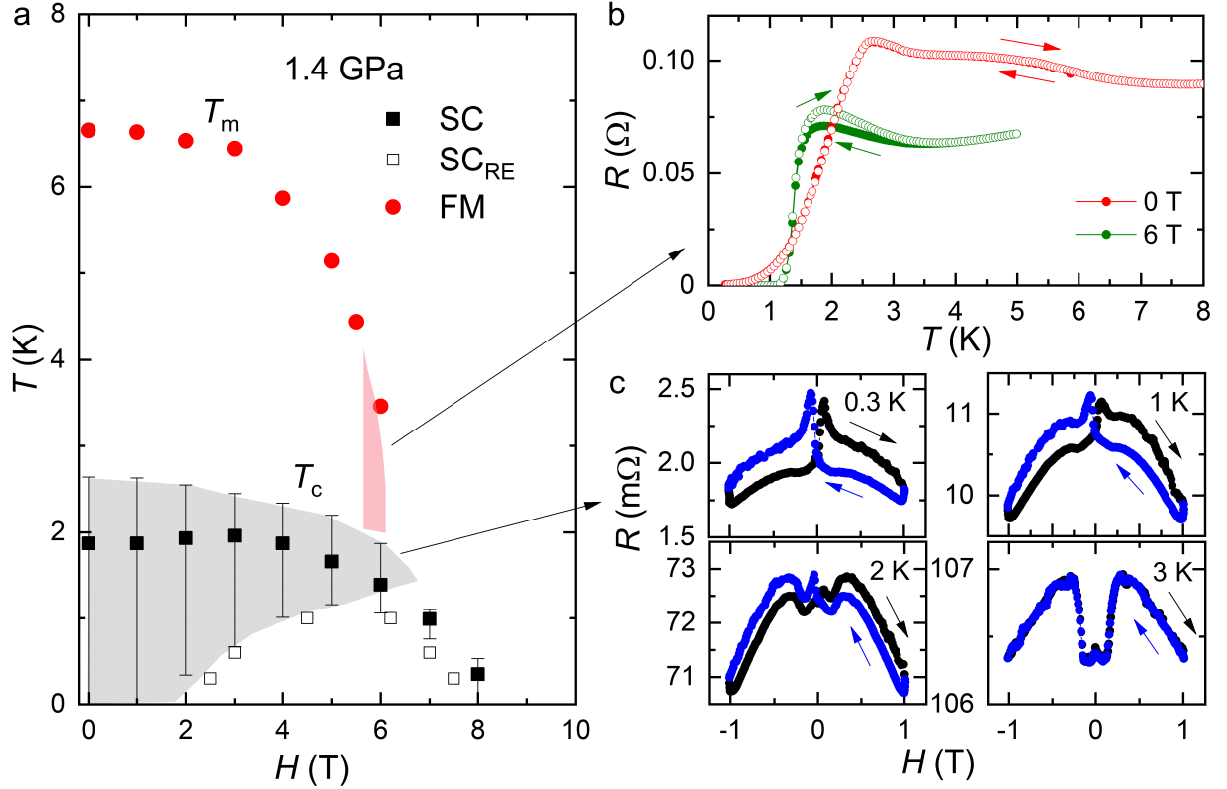 a
1.4 GPa
Tm
SC
SCRE
FM
Tc
T (K)
8
6
4
2
0
0 2 4 6 8 10
H (T)
b
R (Ω)
0.10
0.05
0
0 T
6 T
0 1 2 3 4 5 6 7 8
T (K)
c
R (mΩ)
2.5
2.0
1.5
0.3 K
11
10
1 K
73
72
71
2 K
107
106
3 K
-1 0 1
-1 0 1
H (T)